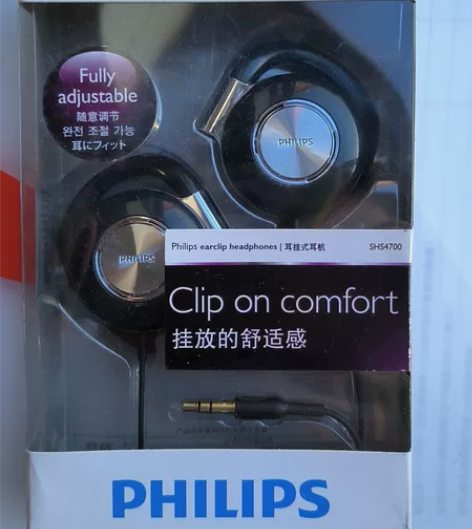 Fully
adjustable
随意调节
완전 조절 가능
耳にフィット
PHILIPS
PHILIPS
Philips earclip headphones | 耳挂式耳机 SHS4700
Clip on comfort
挂放的舒适感
PHILIPS